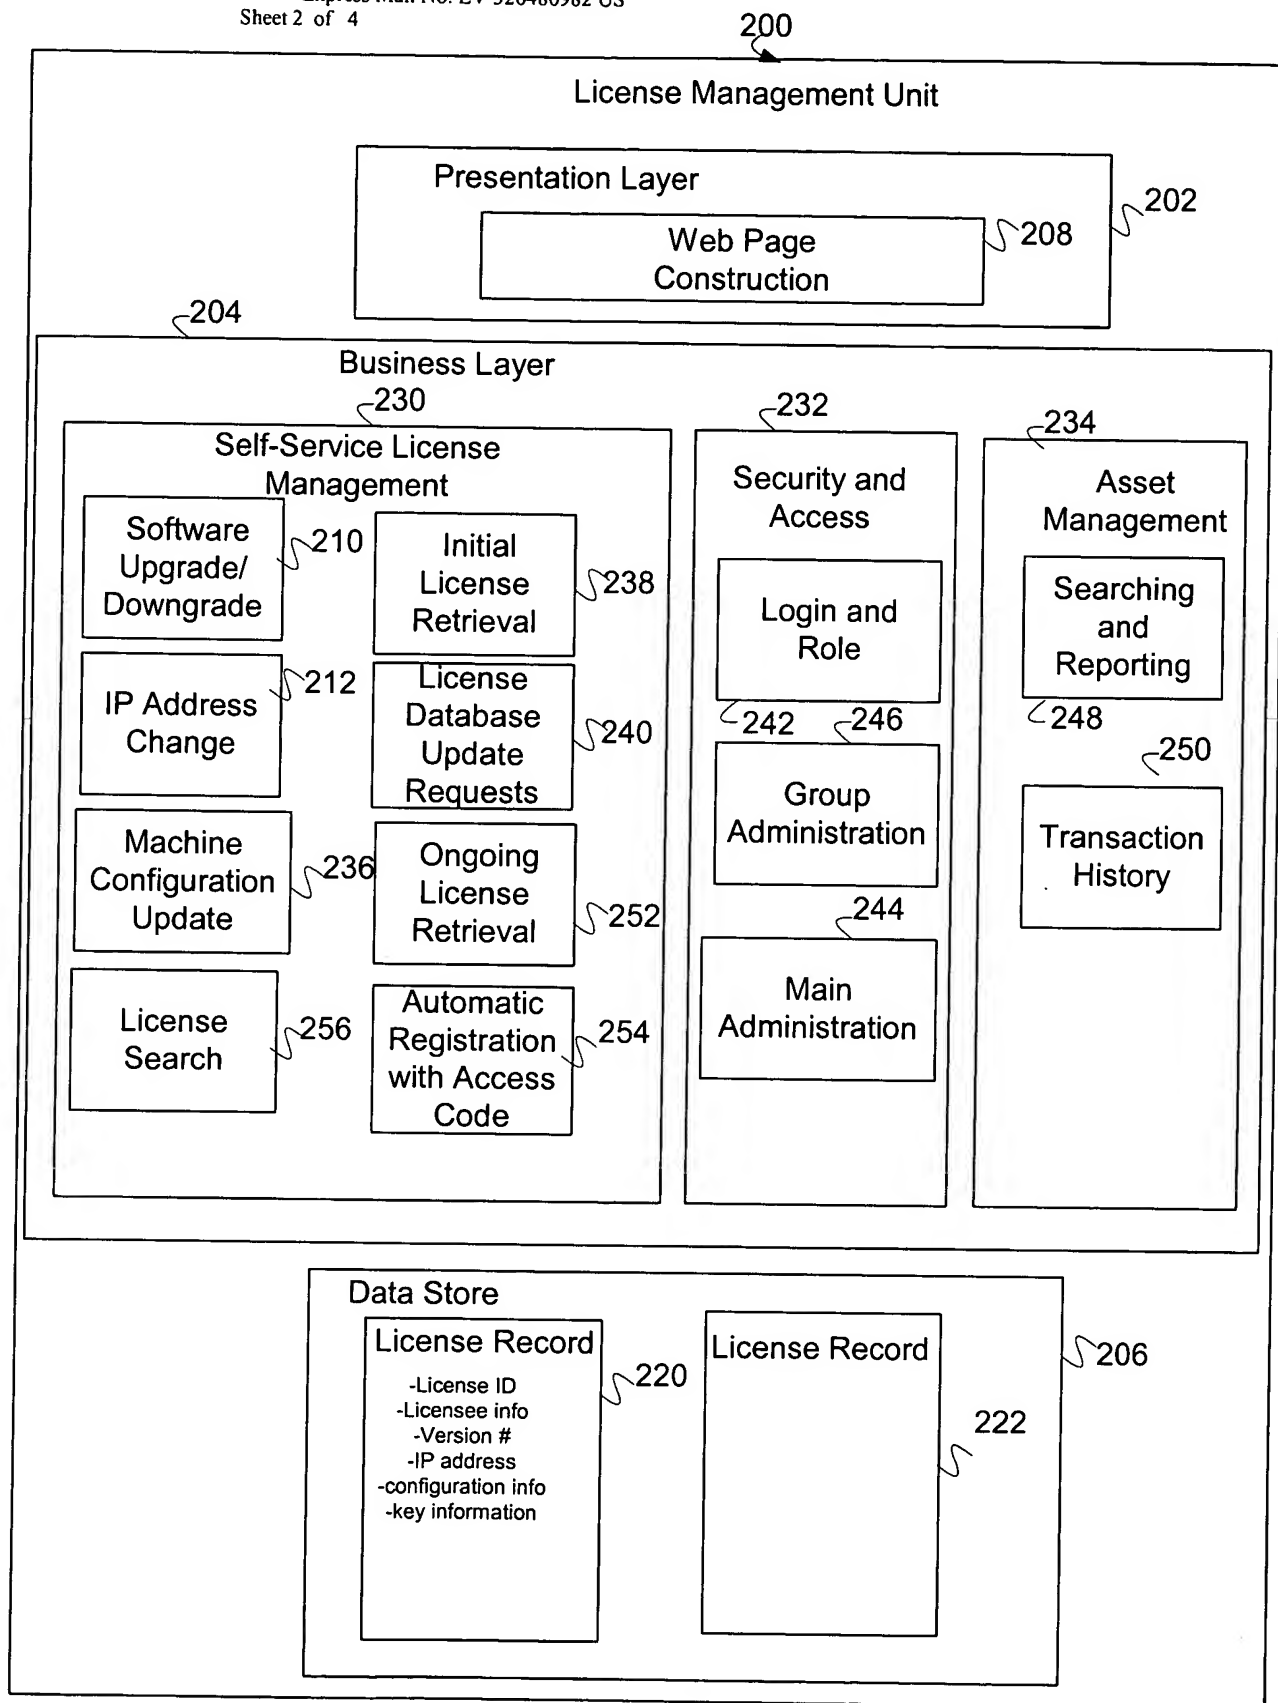 Sheet 2 of 4
200
License Management Unit
Presentation Layer
202
Web Page
Construction
208
204
Business Layer
230
Self-Service License
Management
Software
Upgrade/
Downgrade
210
Initial
License
Retrieval
238
IP Address
Change
212
License
Database
Update
Requests
240
Machine
Configuration
Update
236
Ongoing
License
Retrieval
252
License
Search
256
Automatic
Registration
with Access
Code
254
232
Security and
Access
Login and
Role
242
246
Group
Administration
244
Main
Administration
234
Asset
Management
Searching
and
Reporting
248
250
Transaction
History
Data Store
206
License Record
-License ID
-Licensee info
-Version #
-IP address
-configuration info
-key information
220
License Record
222